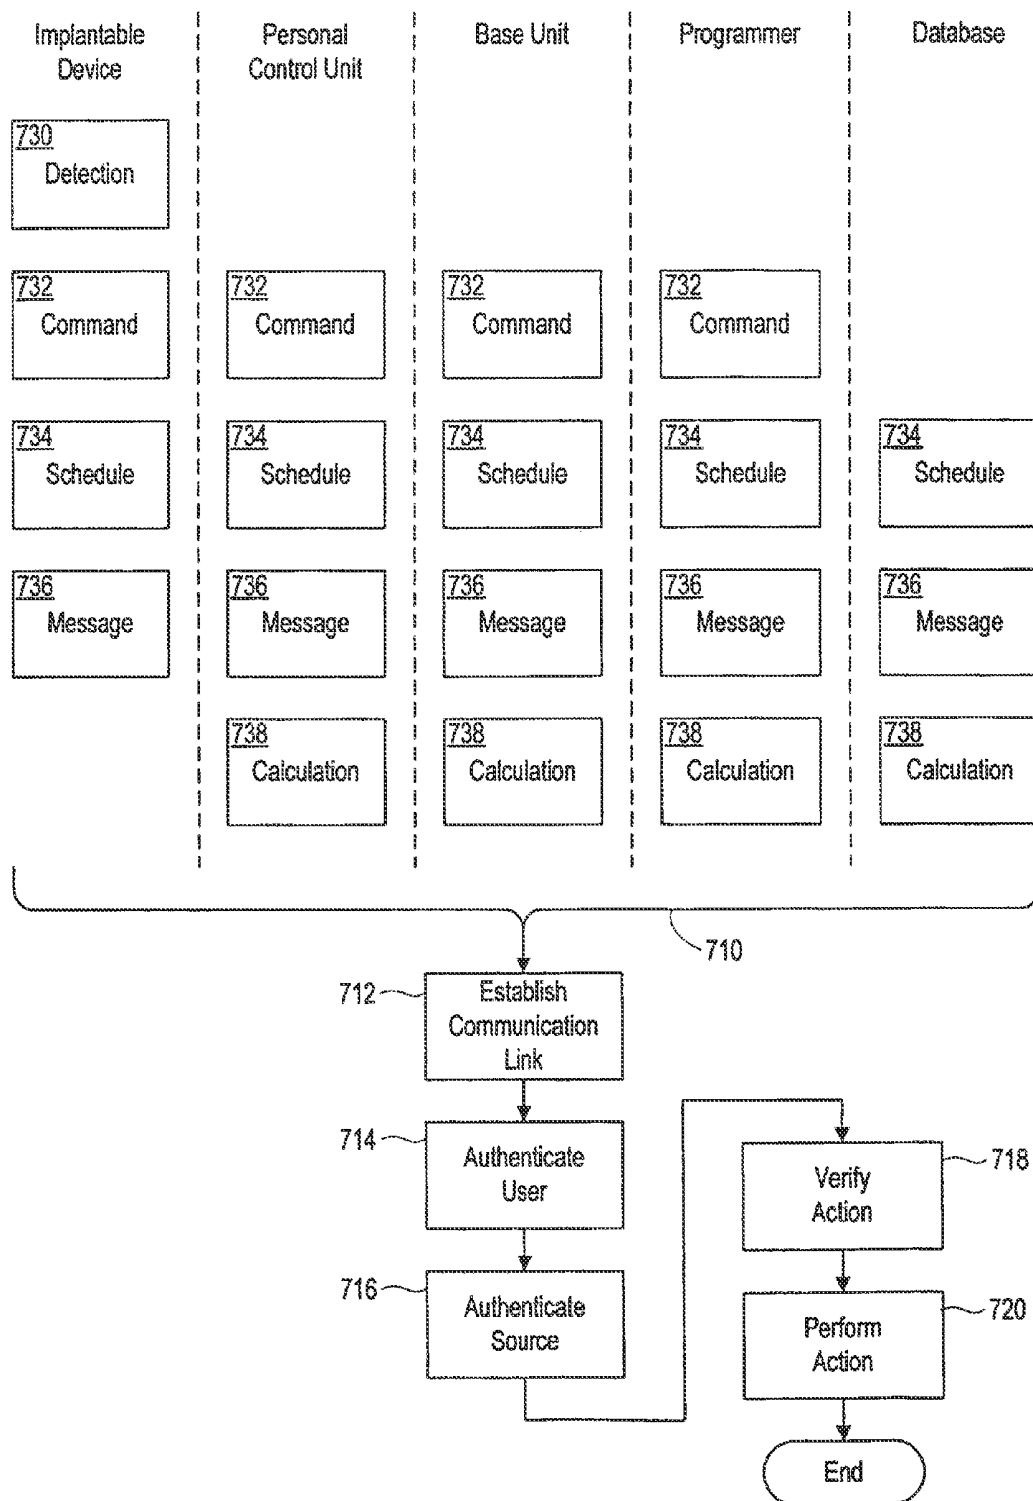 Implantable
Device
Personal
Control Unit
Base Unit
Programmer
Database
730
Detection
732
Command
732
Command
732
Command
732
Command
734
Schedule
734
Schedule
734
Schedule
734
Schedule
734
Schedule
736
Message
736
Message
736
Message
736
Message
736
Message
738
Calculation
738
Calculation
738
Calculation
738
Calculation
710
712
Establish
Communication
Link
714
Authenticate
User
716
Authenticate
Source
718
Verify
Action
720
Perform
Action
End